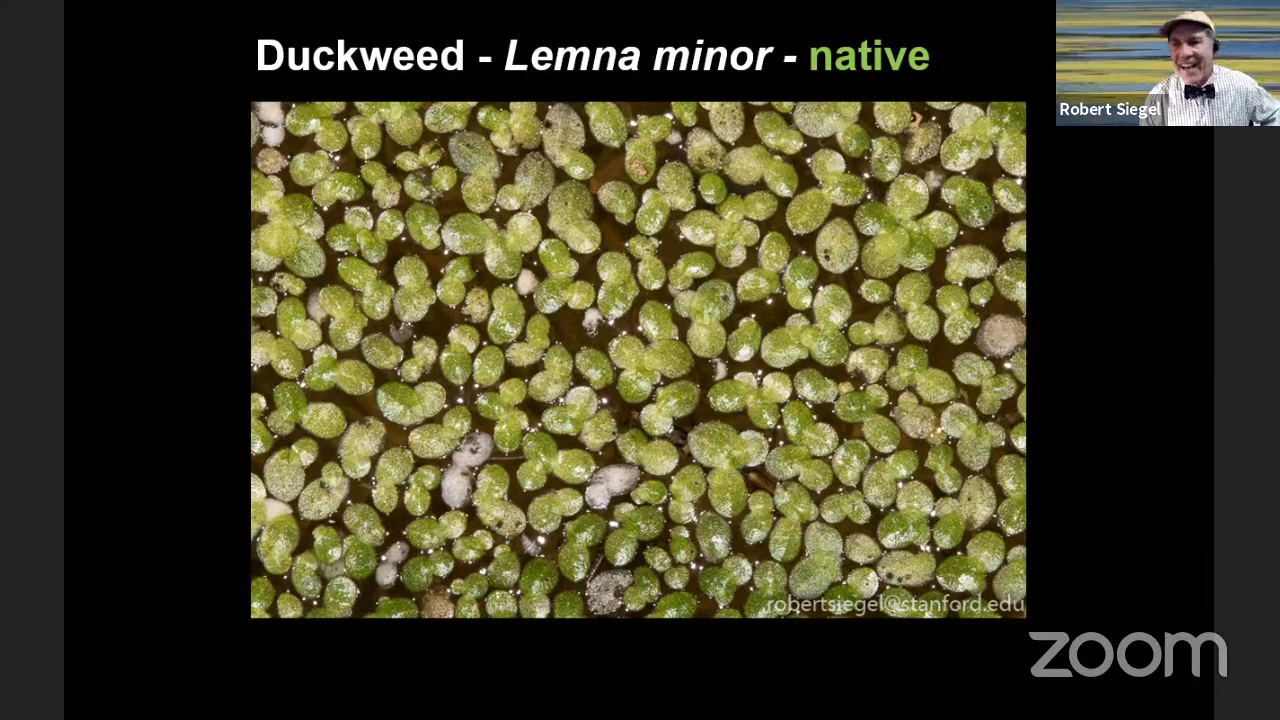 Duckweed - Lemna minor - native
Robert Siegel
robertsiegel@stanford.edu
zoom